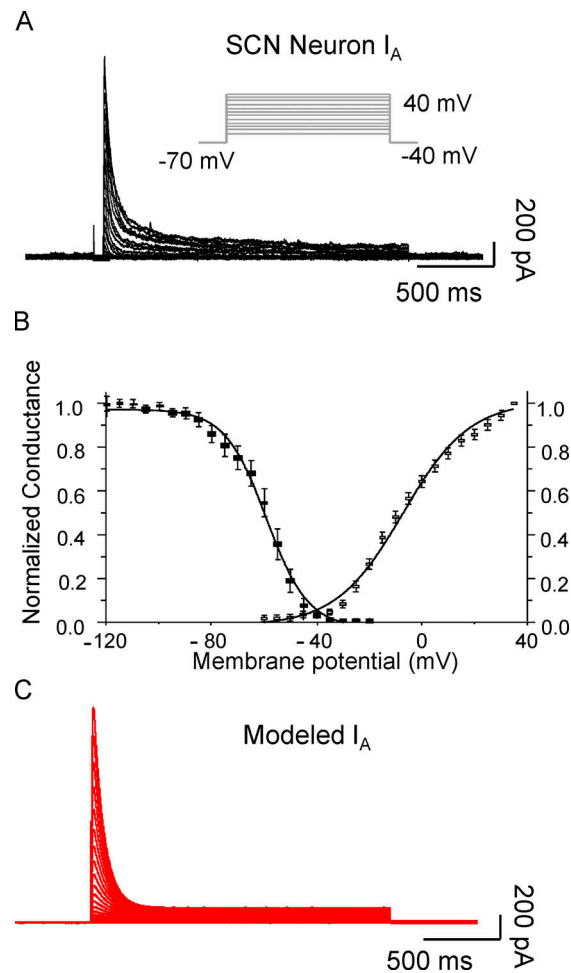 A
SCN Neuron IA
40 mV
-70 mV
-40 mV
200 pA
500 ms
B
Normalized Conductance
1.0
0.8
0.6
0.4
0.2
0.0
1.0
0.8
0.6
0.4
0.2
0.0
-120 -80 -40 0 40
Membrane potential (mV)
C
Modeled IA
200 pA
500 ms